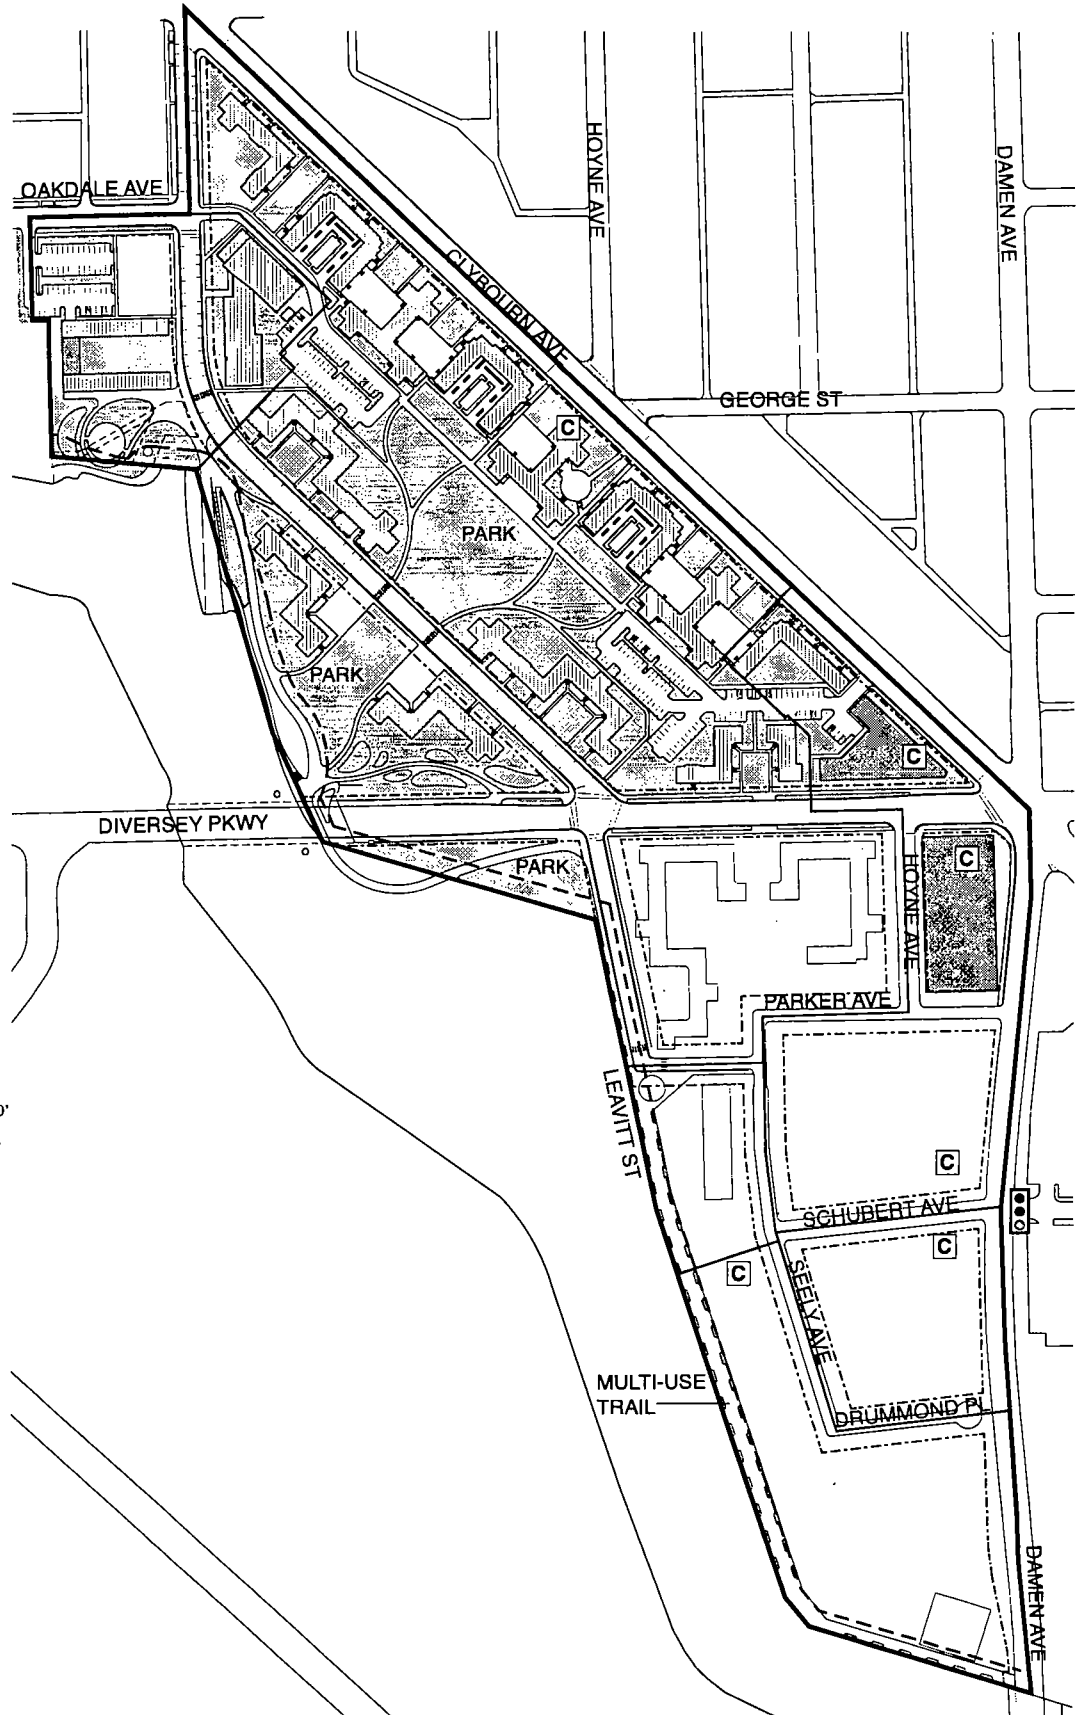 HOYNE AVE
DAMEN AVE
OAKDALE AVE
CLYBOURN AVE
GEORGE ST
C
PARK
PARK
C
DIVERSEY PKWY
PARK
C
HOYNE AVE
PARKER AVE
T
LEAVITT ST
0'
C
SCHUBERT AVE
C
C
SEELY AVE
MULTI-USE
TRAIL
DRUMMOND PL
DAMEN AVE